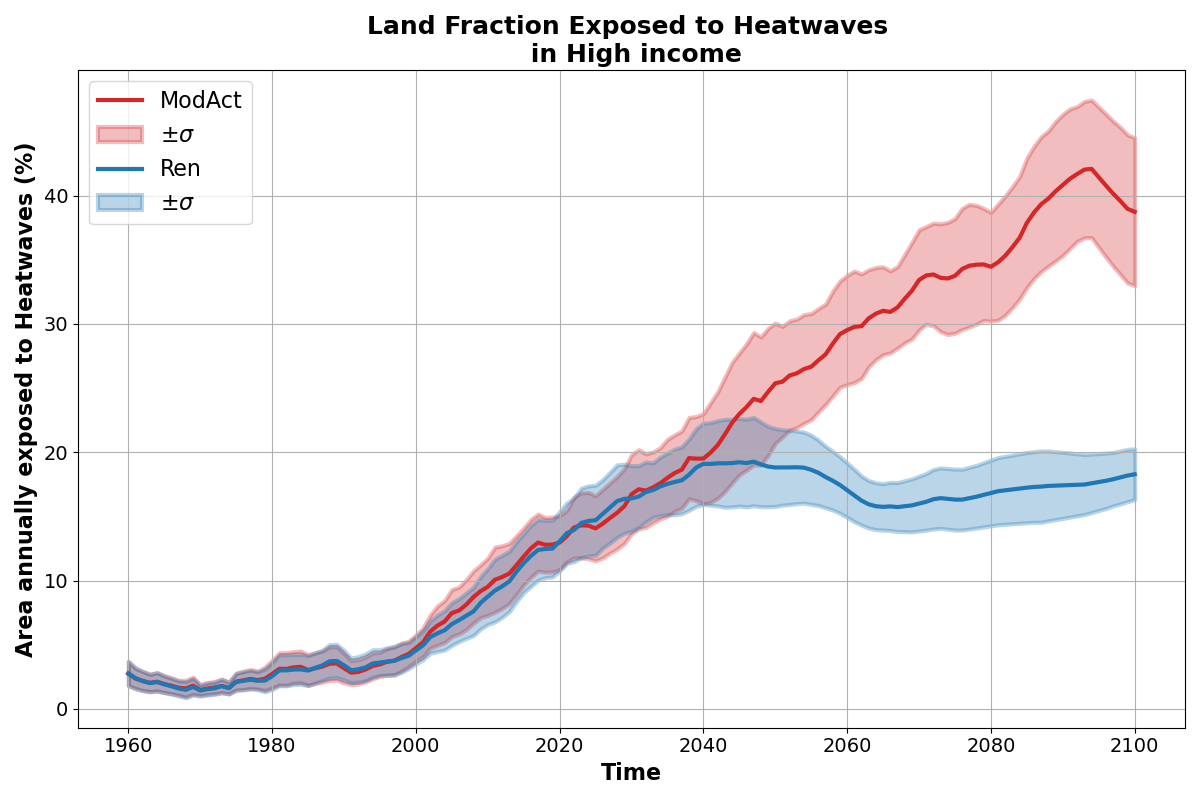 Land Fraction Exposed to Heatwaves
in High income
ModAct
±σ
Ren
±σ
Area annually exposed to Heatwaves (%)
40
30
20
10
0
1960 1980 2000 2020 2040 2060 2080 2100
Time